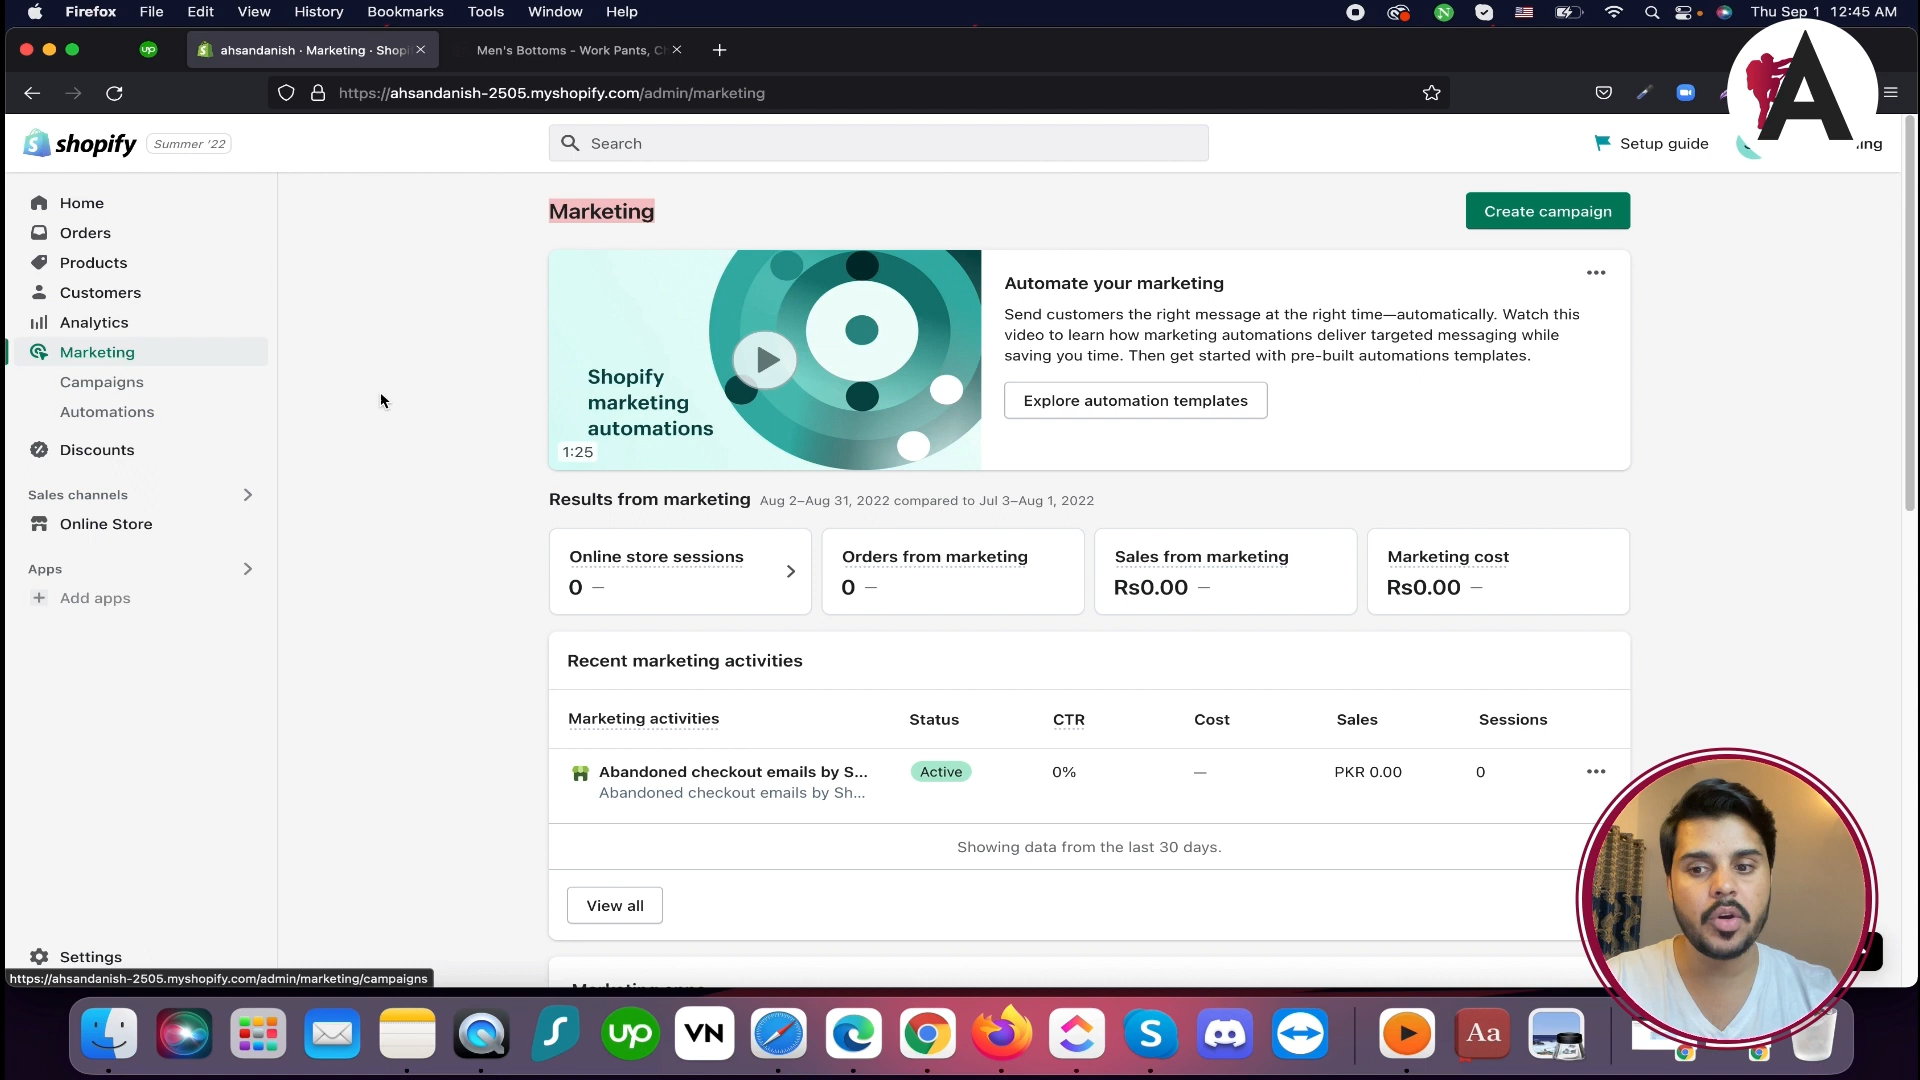 Firefox File Edit View History Bookmarks Tools Window Help
Thu Sep 1 12:45 AM
up
ahsandanish · Marketing · Shopi
Men's Bottoms - Work Pants, C
https://ahsandanish-2505.myshopify.com/admin/marketing
A
shopify
Summer '22
Search
Setup guide
Home
Orders
Products
Customers
Analytics
Marketing
Campaigns
Automations
Discounts
Sales channels
Online Store
Apps
Add apps
Settings
https://ahsandanish-2505.myshopify.com/admin/marketing/campaigns
Marketing
Create campaign
Shopify
marketing
automations
1:25
Automate your marketing
Send customers the right message at the right time—automatically. Watch this
video to learn how marketing automations deliver targeted messaging while
saving you time. Then get started with pre-built automations templates.
Explore automation templates
Results from marketing Aug 2–Aug 31, 2022 compared to Jul 3–Aug 1, 2022
Online store sessions
0 —
Orders from marketing
0 —
Sales from marketing
Rs0.00 —
Marketing cost
Rs0.00 —
Recent marketing activities
Marketing activities Status CTR Cost Sales Sessions
Abandoned checkout emails by S... Active 0% — PKR 0.00 0
Abandoned checkout emails by Sh...
Showing data from the last 30 days.
View all
up
VN
S
Aa